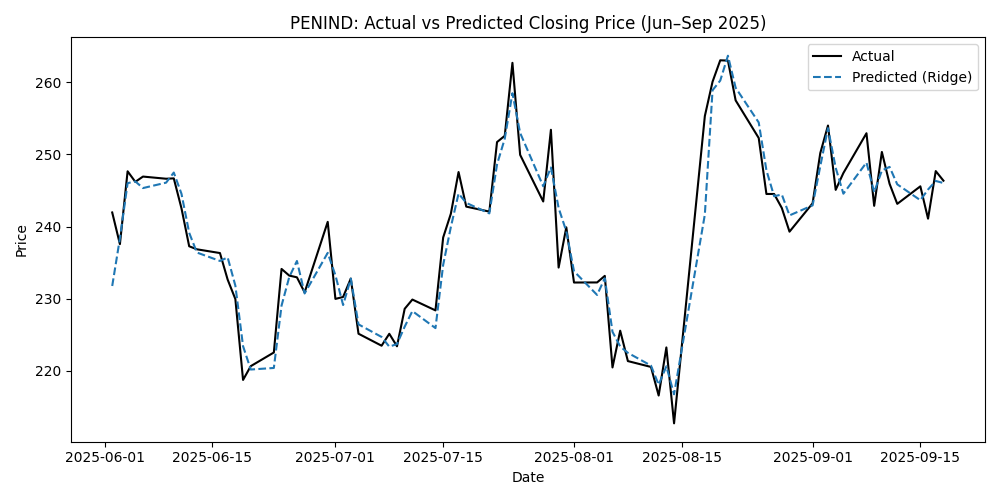 PENIND: Actual vs Predicted Closing Price (Jun–Sep 2025)
Actual
Predicted (Ridge)
Price
260
250
240
230
220
2025-06-01
2025-06-15
2025-07-01
2025-07-15
2025-08-01
2025-08-15
2025-09-01
2025-09-15
Date